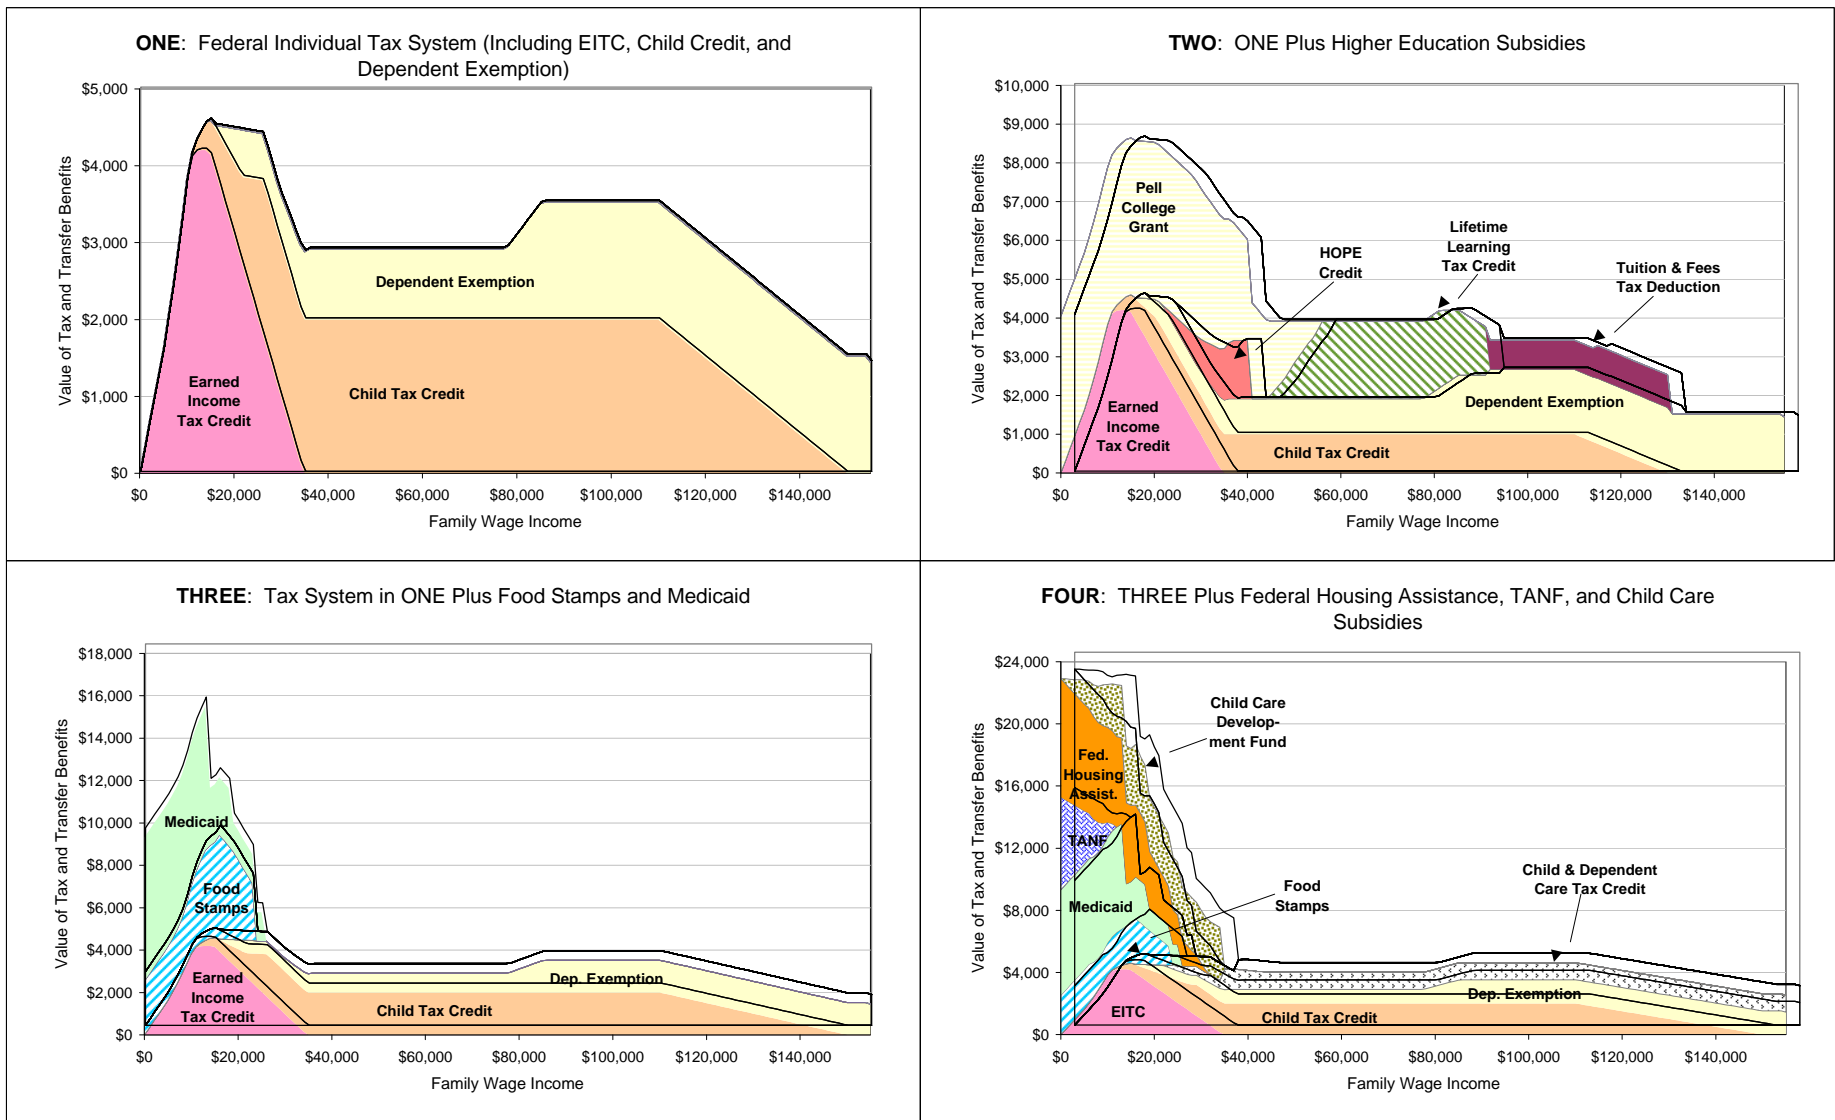 ONE: Federal Individual Tax System (Including EITC, Child Credit, and
Dependent Exemption)
Value of Tax and Transfer Benefits
$5,000
$4,000
$3,000
$2,000
$1,000
$0
Dependent Exemption
Child Tax Credit
Earned
Income
Tax Credit
$0 $20,000 $40,000 $60,000 $80,000 $100,000 $120,000 $140,000
Family Wage Income
TWO: ONE Plus Higher Education Subsidies
Value of Tax and Transfer Benefits
$10,000
$9,000
$8,000
$7,000
$6,000
$5,000
$4,000
$3,000
$2,000
$1,000
$0
Pell
College
Grant
HOPE
Credit
Lifetime
Learning
Tax Credit
Tuition & Fees
Tax Deduction
Dependent Exemption
Earned
Income
Tax Credit
Child Tax Credit
$0 $20,000 $40,000 $60,000 $80,000 $100,000 $120,000 $140,000
Family Wage Income
THREE: Tax System in ONE Plus Food Stamps and Medicaid
Value of Tax and Transfer Benefits
$18,000
$16,000
$14,000
$12,000
$10,000
$8,000
$6,000
$4,000
$2,000
$0
Medicaid
Food
Stamps
Dep. Exemption
Earned
Income
Tax Credit
Child Tax Credit
$0 $20,000 $40,000 $60,000 $80,000 $100,000 $120,000 $140,000
Family Wage Income
FOUR: THREE Plus Federal Housing Assistance, TANF, and Child Care
Subsidies
Value of Tax and Transfer Benefits
$24,000
$20,000
$16,000
$12,000
$8,000
$4,000
$0
Child Care
Develop-
ment Fund
Fed.
Housing
Assist.
TANF
Medicaid
Food
Stamps
Child & Dependent
Care Tax Credit
Dep. Exemption
EITC
Child Tax Credit
$0 $20,000 $40,000 $60,000 $80,000 $100,000 $120,000 $140,000
Family Wage Income